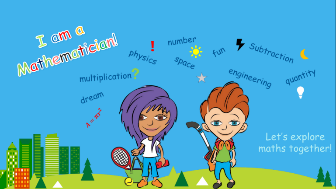 I am a
Mathematician!
number
physics
!
space
fun
Subtraction
multiplication
?
engineering
quantity
dream
Let's explore
maths together!